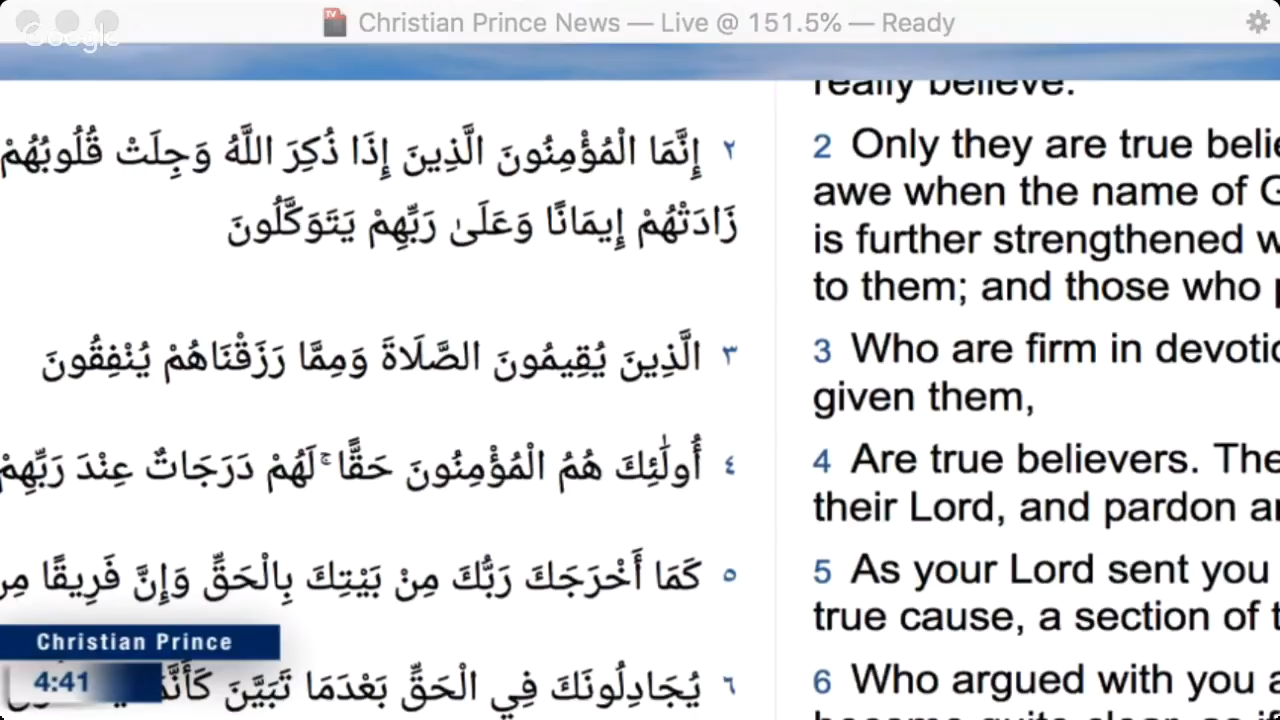 Google
Christian Prince News — Live @ 151.5% — Ready
really believe.
٢ إِنَّمَا الْمُؤْمِنُونَ الَّذِينَ إِذَا ذُكِرَ اللَّهُ وَجِلَتْ قُلُوبُهُمْ
زَادَتْهُمْ إِيمَانًا وَعَلَىٰ رَبِّهِمْ يَتَوَكَّلُونَ
٣ الَّذِينَ يُقِيمُونَ الصَّلَاةَ وَمِمَّا رَزَقْنَاهُمْ يُنْفِقُونَ
٤ أُولَٰئِكَ هُمُ الْمُؤْمِنُونَ حَقًّا ۚ لَهُمْ دَرَجَاتٌ عِنْدَ رَبِّهِمْ
٥ كَمَا أَخْرَجَكَ رَبُّكَ مِنْ بَيْتِكَ بِالْحَقِّ وَإِنَّ فَرِيقًا
٦ يُجَادِلُونَكَ فِي الْحَقِّ بَعْدَمَا تَبَيَّنَ
2 Only they are true
awe when the name of
is further strengthened
to them; and those who
3 Who are firm in
given them,
4 Are true believers.
their Lord, and pardon
5 As your Lord sent you
true cause, a section of
6 Who argued with you
Christian Prince
4:41